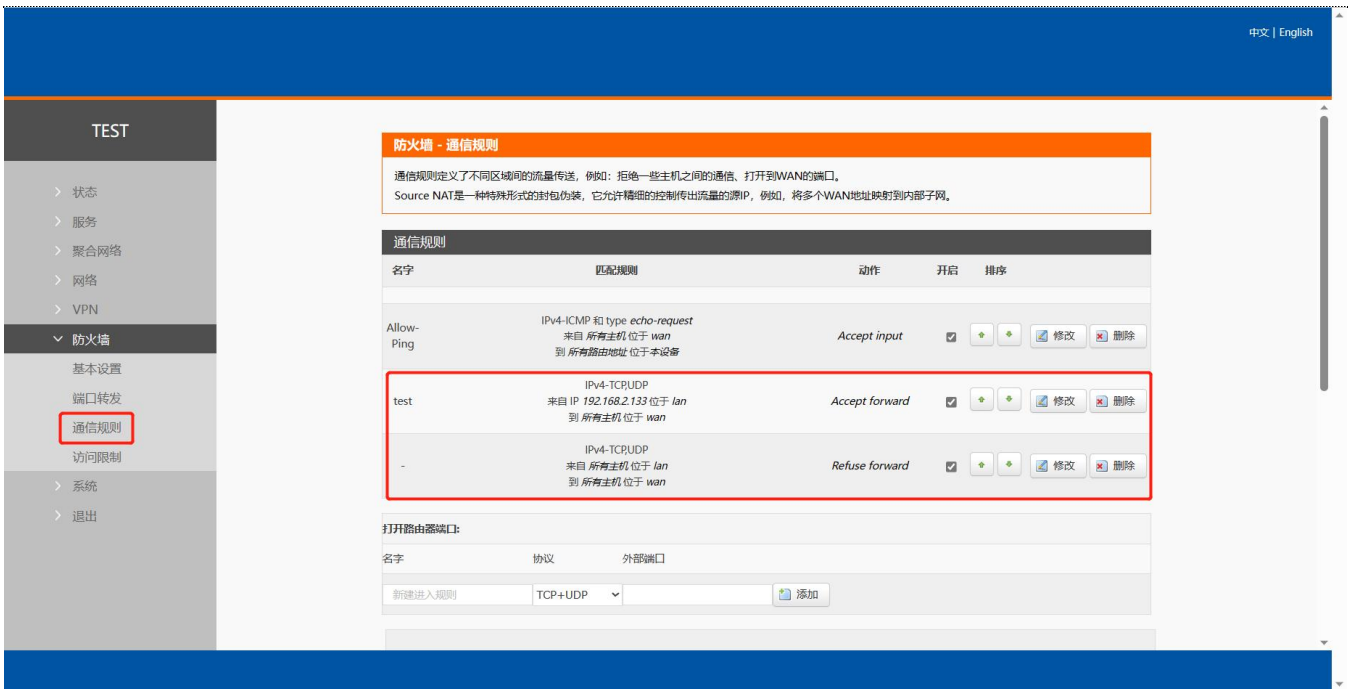 中文 | English
TEST
状态
服务
聚合网络
网络
VPN
防火墙
基本设置
端口转发
通信规则
访问限制
系统
退出
防火墙 - 通信规则
通信规则定义了不同区域间的流量传送，例如：拒绝一些主机之间的通信、打开到WAN的端口。
Source NAT是一种特殊形式的封包伪装，它允许精细的控制传出流量的源IP，例如，将多个WAN地址映射到内部子网。
通信规则
名字 匹配规则 动作 开启 排序
Allow-
Ping
IPv4-ICMP 和 type echo-request
来自 所有主机 位于 wan
到 所有路由地址 位于 本设备
Accept input
修改 删除
test
IPv4-TCP,UDP
来自 IP 192.168.2.133 位于 lan
到 所有主机 位于 wan
Accept forward
修改 删除
-
IPv4-TCP,UDP
来自 所有主机 位于 lan
到 所有主机 位于 wan
Refuse forward
修改 删除
打开路由器端口:
名字 协议 外部端口
新建进入规则 TCP+UDP 添加